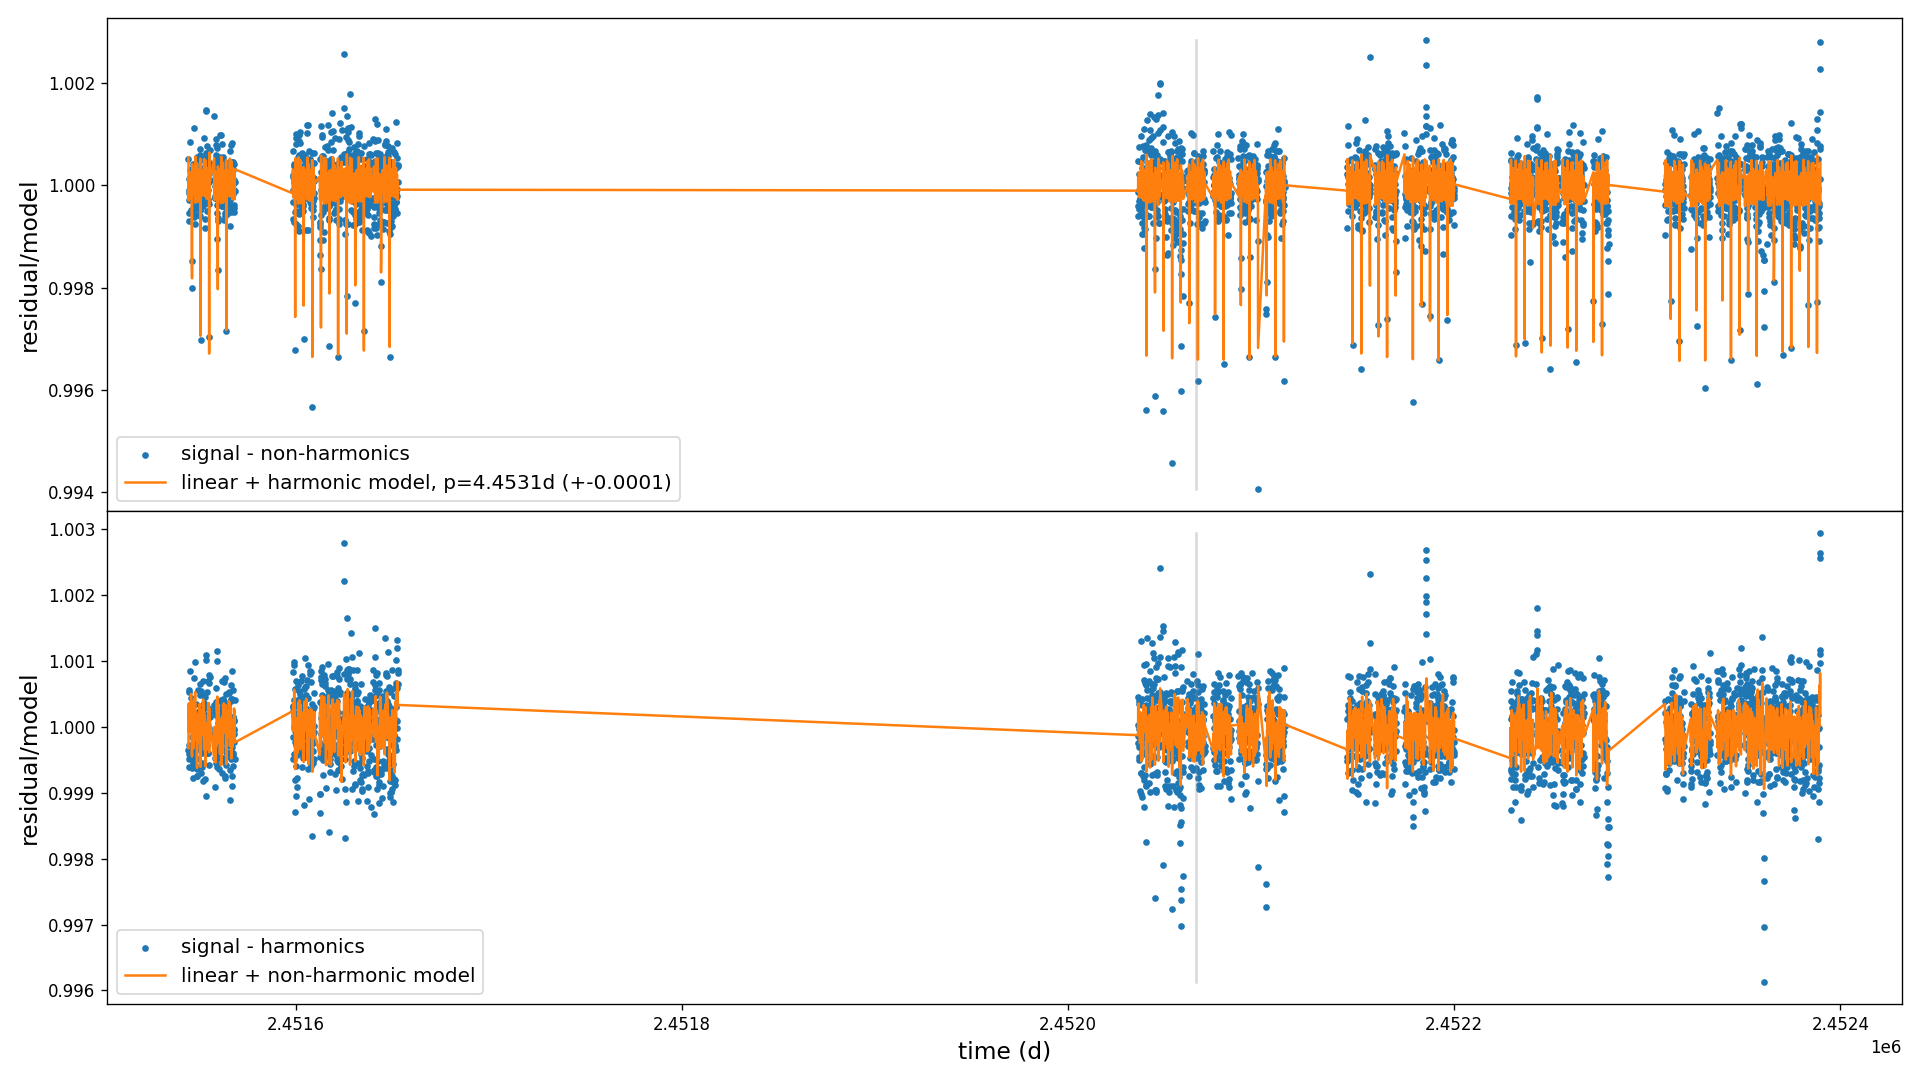 1.002
1.000
0.998
0.996
0.994
residual/model
signal - non-harmonics
linear + harmonic model, p=4.4531d (+-0.0001)
1.003
1.002
1.001
1.000
0.999
0.998
0.997
0.996
residual/model
signal - harmonics
linear + non-harmonic model
2.4516 2.4518 2.4520 2.4522 2.4524
time (d)
1e6